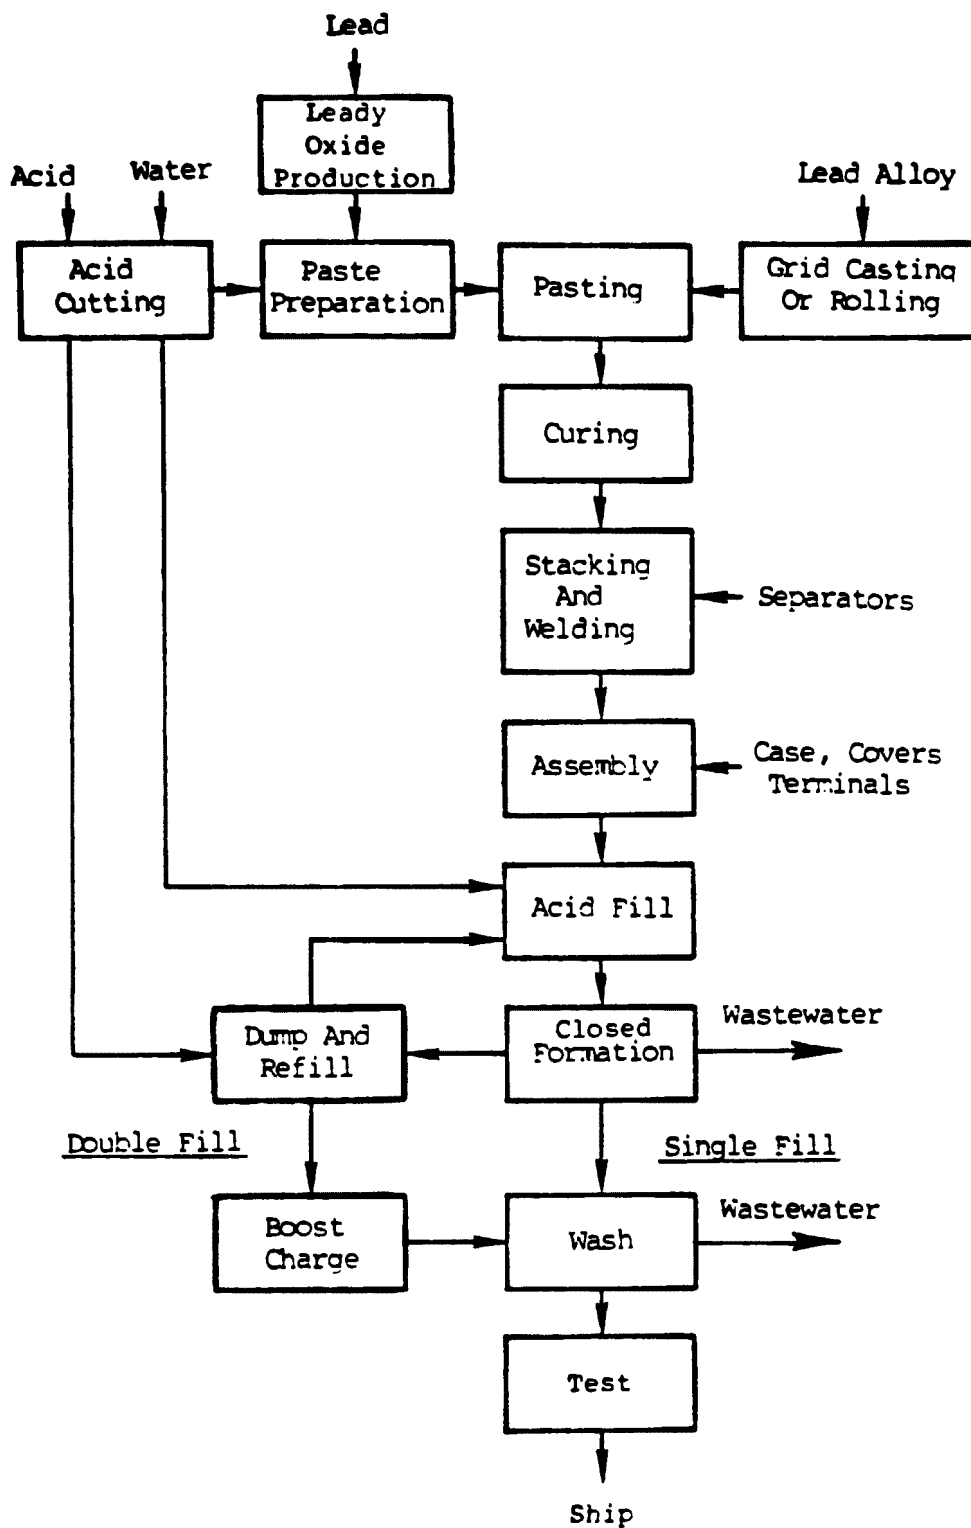 Lead
Leady
Oxide
Production
Acid
Water
Lead Alloy
Acid
Cutting
Paste
Preparation
Pasting
Grid Casting
Or Rolling
Curing
Stacking
And
Welding
Separators
Assembly
Case, Covers
Terminals
Acid Fill
Dump And
Refill
Closed
Formation
Wastewater
Double Fill
Single Fill
Boost
Charge
Wash
Wastewater
Test
Ship